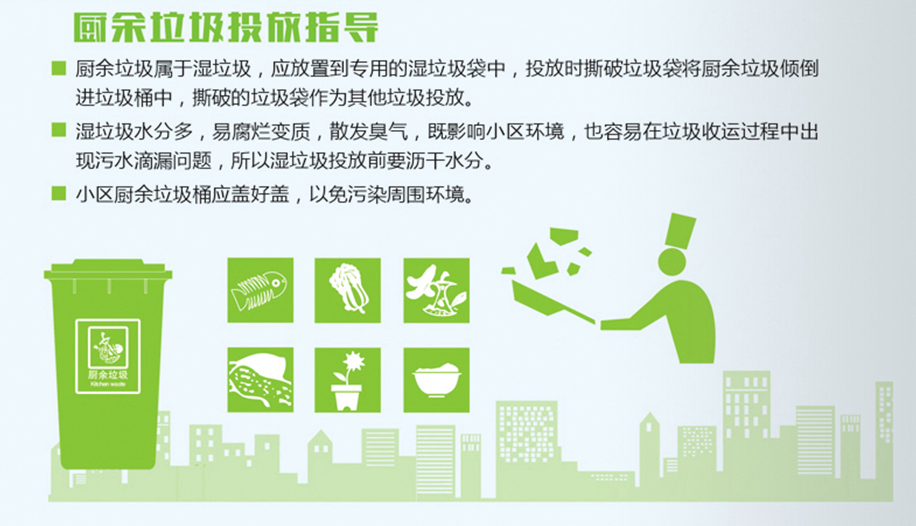 厨余垃圾投放指导
厨余垃圾属于湿垃圾，应放置到专用的湿垃圾袋中，投放时撕破垃圾袋将厨余垃圾倾倒
进垃圾桶中，撕破的垃圾袋作为其他垃圾投放。
湿垃圾水分多，易腐烂变质，散发臭气，既影响小区环境，也容易在垃圾收运过程中出
现污水滴漏问题，所以湿垃圾投放前要沥干水分。
小区厨余垃圾桶应盖好盖，以免污染周围环境。
厨余垃圾
Kitchen waste